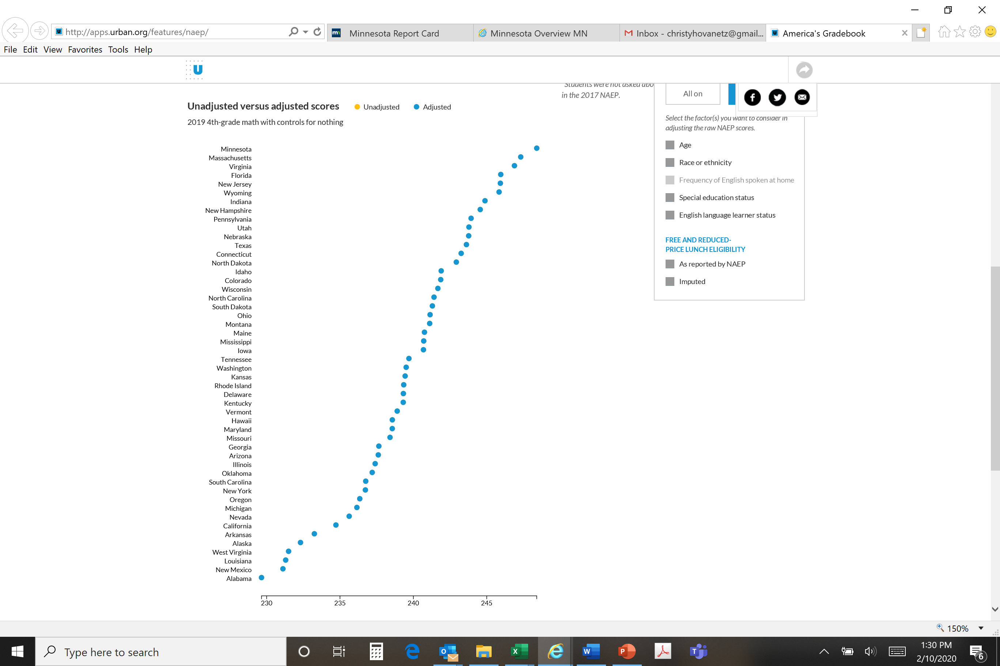 http://apps.urban.org/features/naep/
Minnesota Report Card
Minnesota Overview MN
Inbox - christyhovanetz@gmail...
America's Gradebook
File Edit View Favorites Tools Help
U
Students were not asked abo
in the 2017 NAEP.
All on
Unadjusted versus adjusted scores
Unadjusted
Adjusted
2019 4th-grade math with controls for nothing
Select the factor(s) you want to consider in
adjusting the raw NAEP scores.
Age
Race or ethnicity
Frequency of English spoken at home
Special education status
English language learner status
FREE AND REDUCED-
PRICE LUNCH ELIGIBILITY
As reported by NAEP
Imputed
Minnesota
Massachusetts
Virginia
Florida
New Jersey
Wyoming
Indiana
New Hampshire
Pennsylvania
Utah
Nebraska
Texas
Connecticut
North Dakota
Idaho
Colorado
Wisconsin
North Carolina
South Dakota
Ohio
Montana
Maine
Mississippi
Iowa
Tennessee
Washington
Kansas
Rhode Island
Delaware
Kentucky
Vermont
Hawaii
Maryland
Missouri
Georgia
Arizona
Illinois
Oklahoma
South Carolina
New York
Oregon
Michigan
Nevada
California
Arkansas
Alaska
West Virginia
Louisiana
New Mexico
Alabama
230 235 240 245
150%
Type here to search
1:30 PM
2/10/2020
6